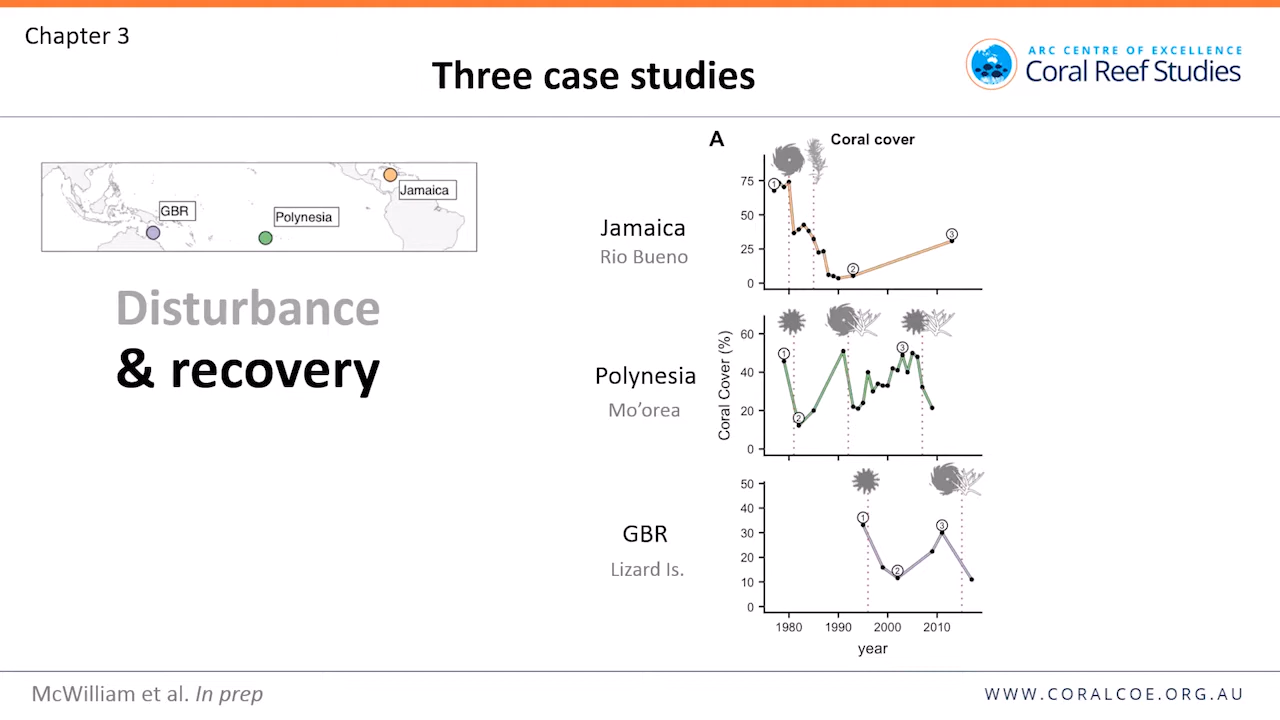 Chapter 3
Three case studies
ARC CENTRE OF EXCELLENCE
Coral Reef Studies
Jamaica
GBR
Polynesia
Disturbance
& recovery
Jamaica
Rio Bueno
Polynesia
Mo'orea
GBR
Lizard Is.
A
Coral cover
75
50
25
0
1
2
3
Coral Cover (%)
60
40
20
0
1
2
3
50
40
30
20
10
0
1
2
3
1980 1990 2000 2010
year
McWilliam et al. In prep
WWW.CORALCOE.ORG.AU